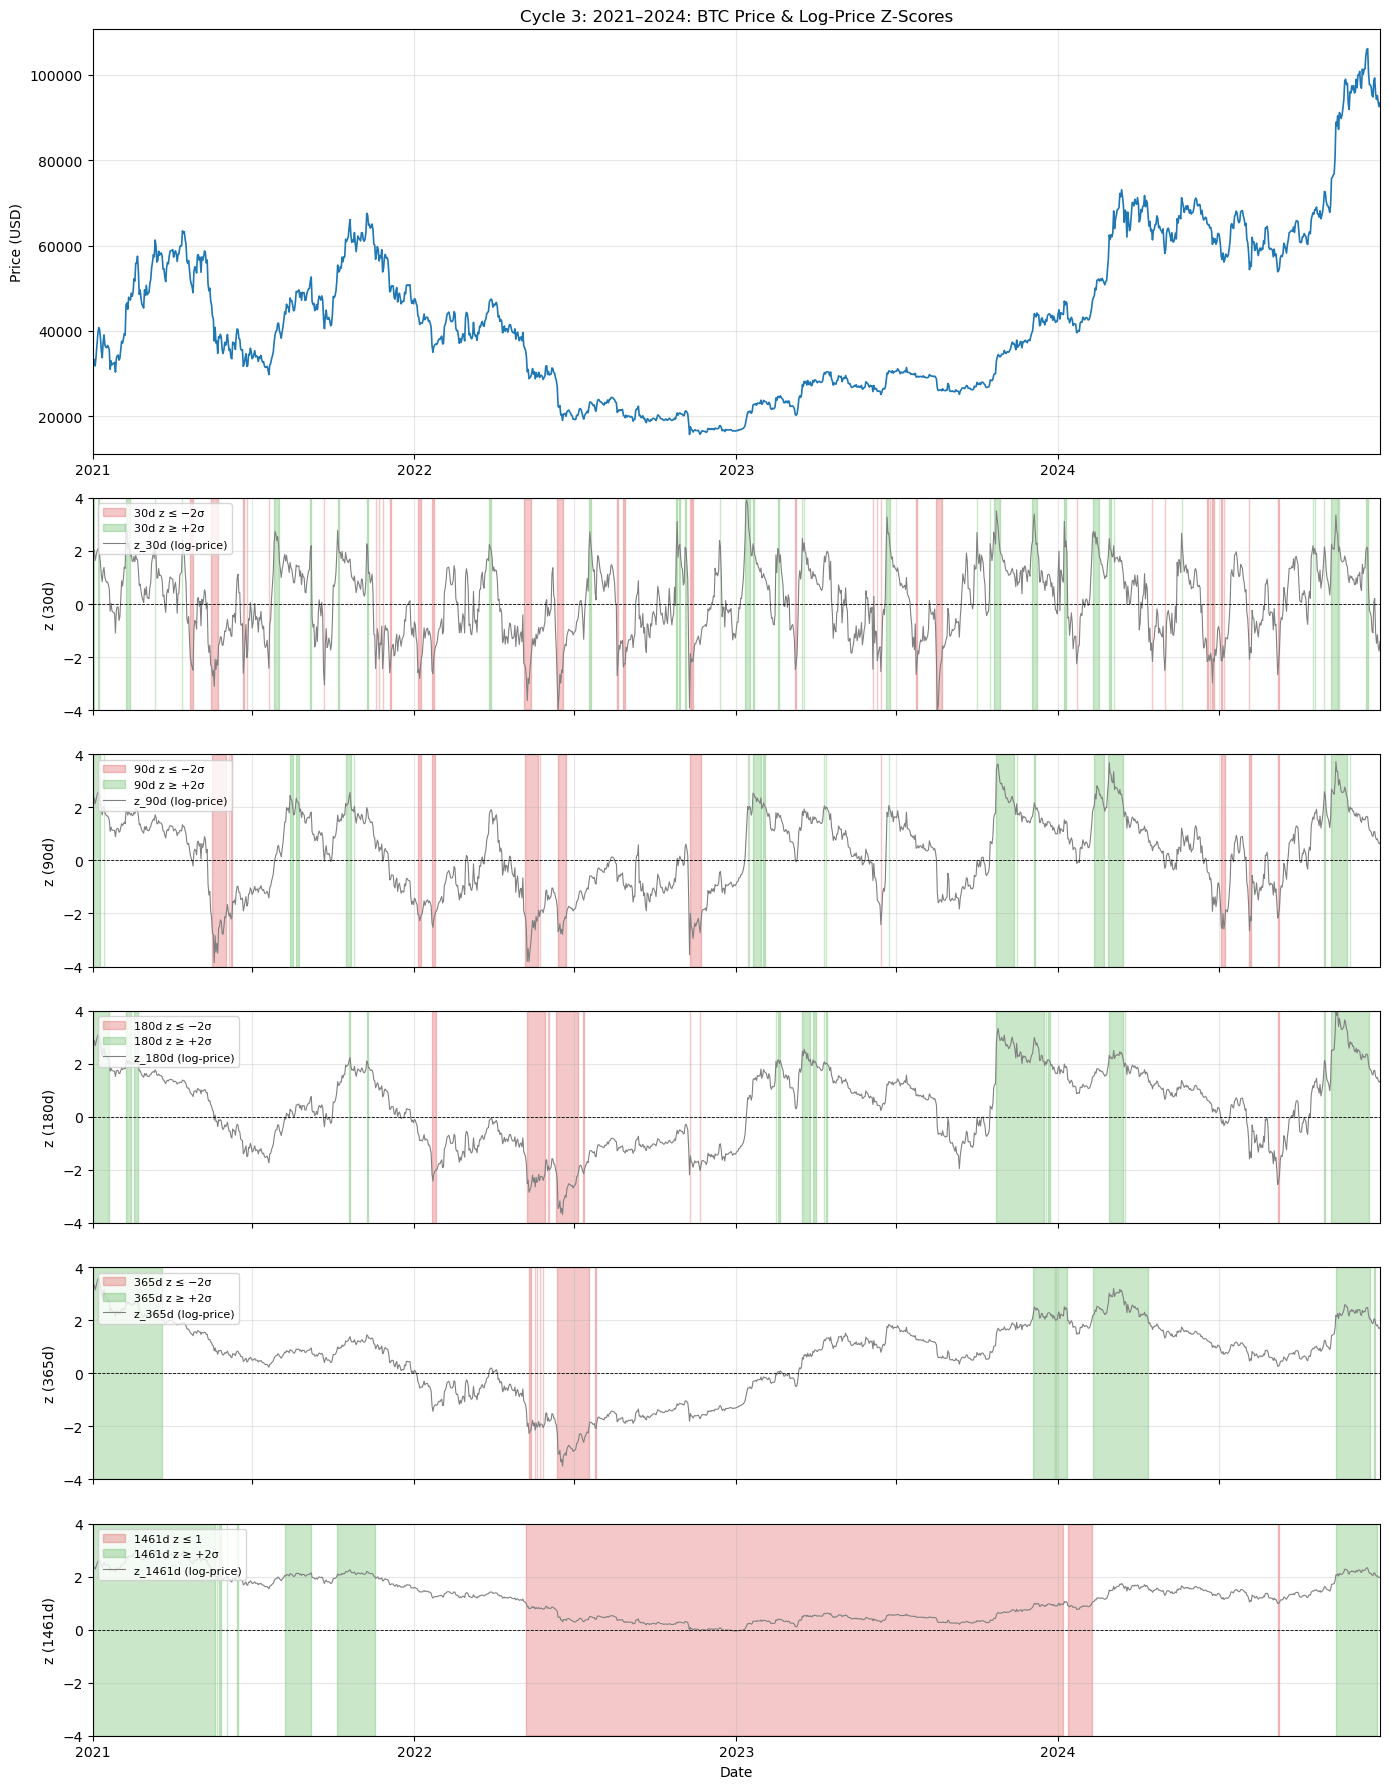 Cycle 3: 2021–2024: BTC Price & Log-Price Z-Scores
Price (USD)
100000
80000
60000
40000
20000
2021 2022 2023 2024
z (30d)
4
2
0
−2
−4
30d z ≤ −2σ
30d z ≥ +2σ
z_30d (log-price)
z (90d)
4
2
0
−2
−4
90d z ≤ −2σ
90d z ≥ +2σ
z_90d (log-price)
z (180d)
4
2
0
−2
−4
180d z ≤ −2σ
180d z ≥ +2σ
z_180d (log-price)
z (365d)
4
2
0
−2
−4
365d z ≤ −2σ
365d z ≥ +2σ
z_365d (log-price)
z (1461d)
4
2
0
−2
−4
1461d z ≤ 1
1461d z ≥ +2σ
z_1461d (log-price)
2021 2022 2023 2024
Date